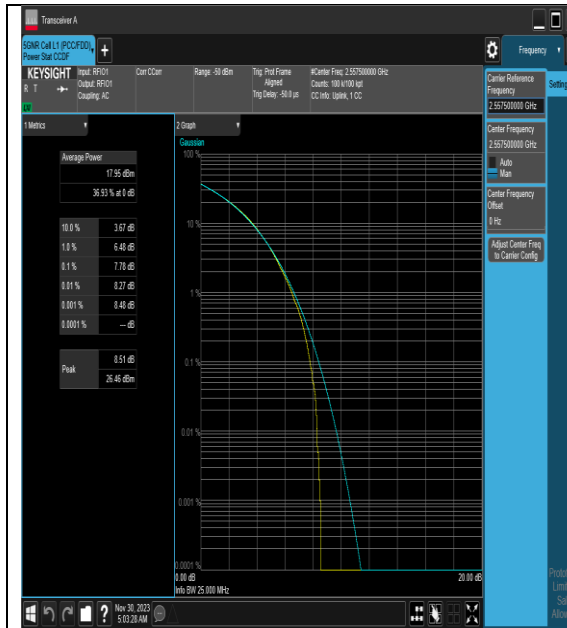 Transceiver A
5GNR Cell L1 (PCC/FDD)
Power Stat CCDF
+
Frequency
KEYSIGHT
R T
Input: RFIO1
Output: RFIO1
Coupling: AC
Corr CCorr
Range: -50 dBm
Trig: Prot Frame
Aligned
Trig Delay: -50.0 µs
#Center Freq: 2.557500000 GHz
Counts: 100 k/100 kpt
CC Info: Uplink, 1 CC
1 Metrics
Average Power
17.95 dBm
36.93 % at 0 dB
10.0 % 3.67 dB
1.0 % 6.48 dB
0.1 % 7.78 dB
0.01 % 8.27 dB
0.001 % 8.48 dB
0.0001 % --- dB
Peak
8.51 dB
26.46 dBm
2 Graph
Gaussian
100 %
10 %
1 %
0.1 %
0.01 %
0.001 %
0.0001 %
0.00 dB
20.00 dB
Info BW 25.000 MHz
Carrier Reference
Frequency
2.557500000 GHz
Center Frequency
2.557500000 GHz
Auto
Man
Center Frequency
Offset
0 Hz
Adjust Center Freq
to Carrier Config
Setting
?
Nov 30, 2023
5:03:28 AM